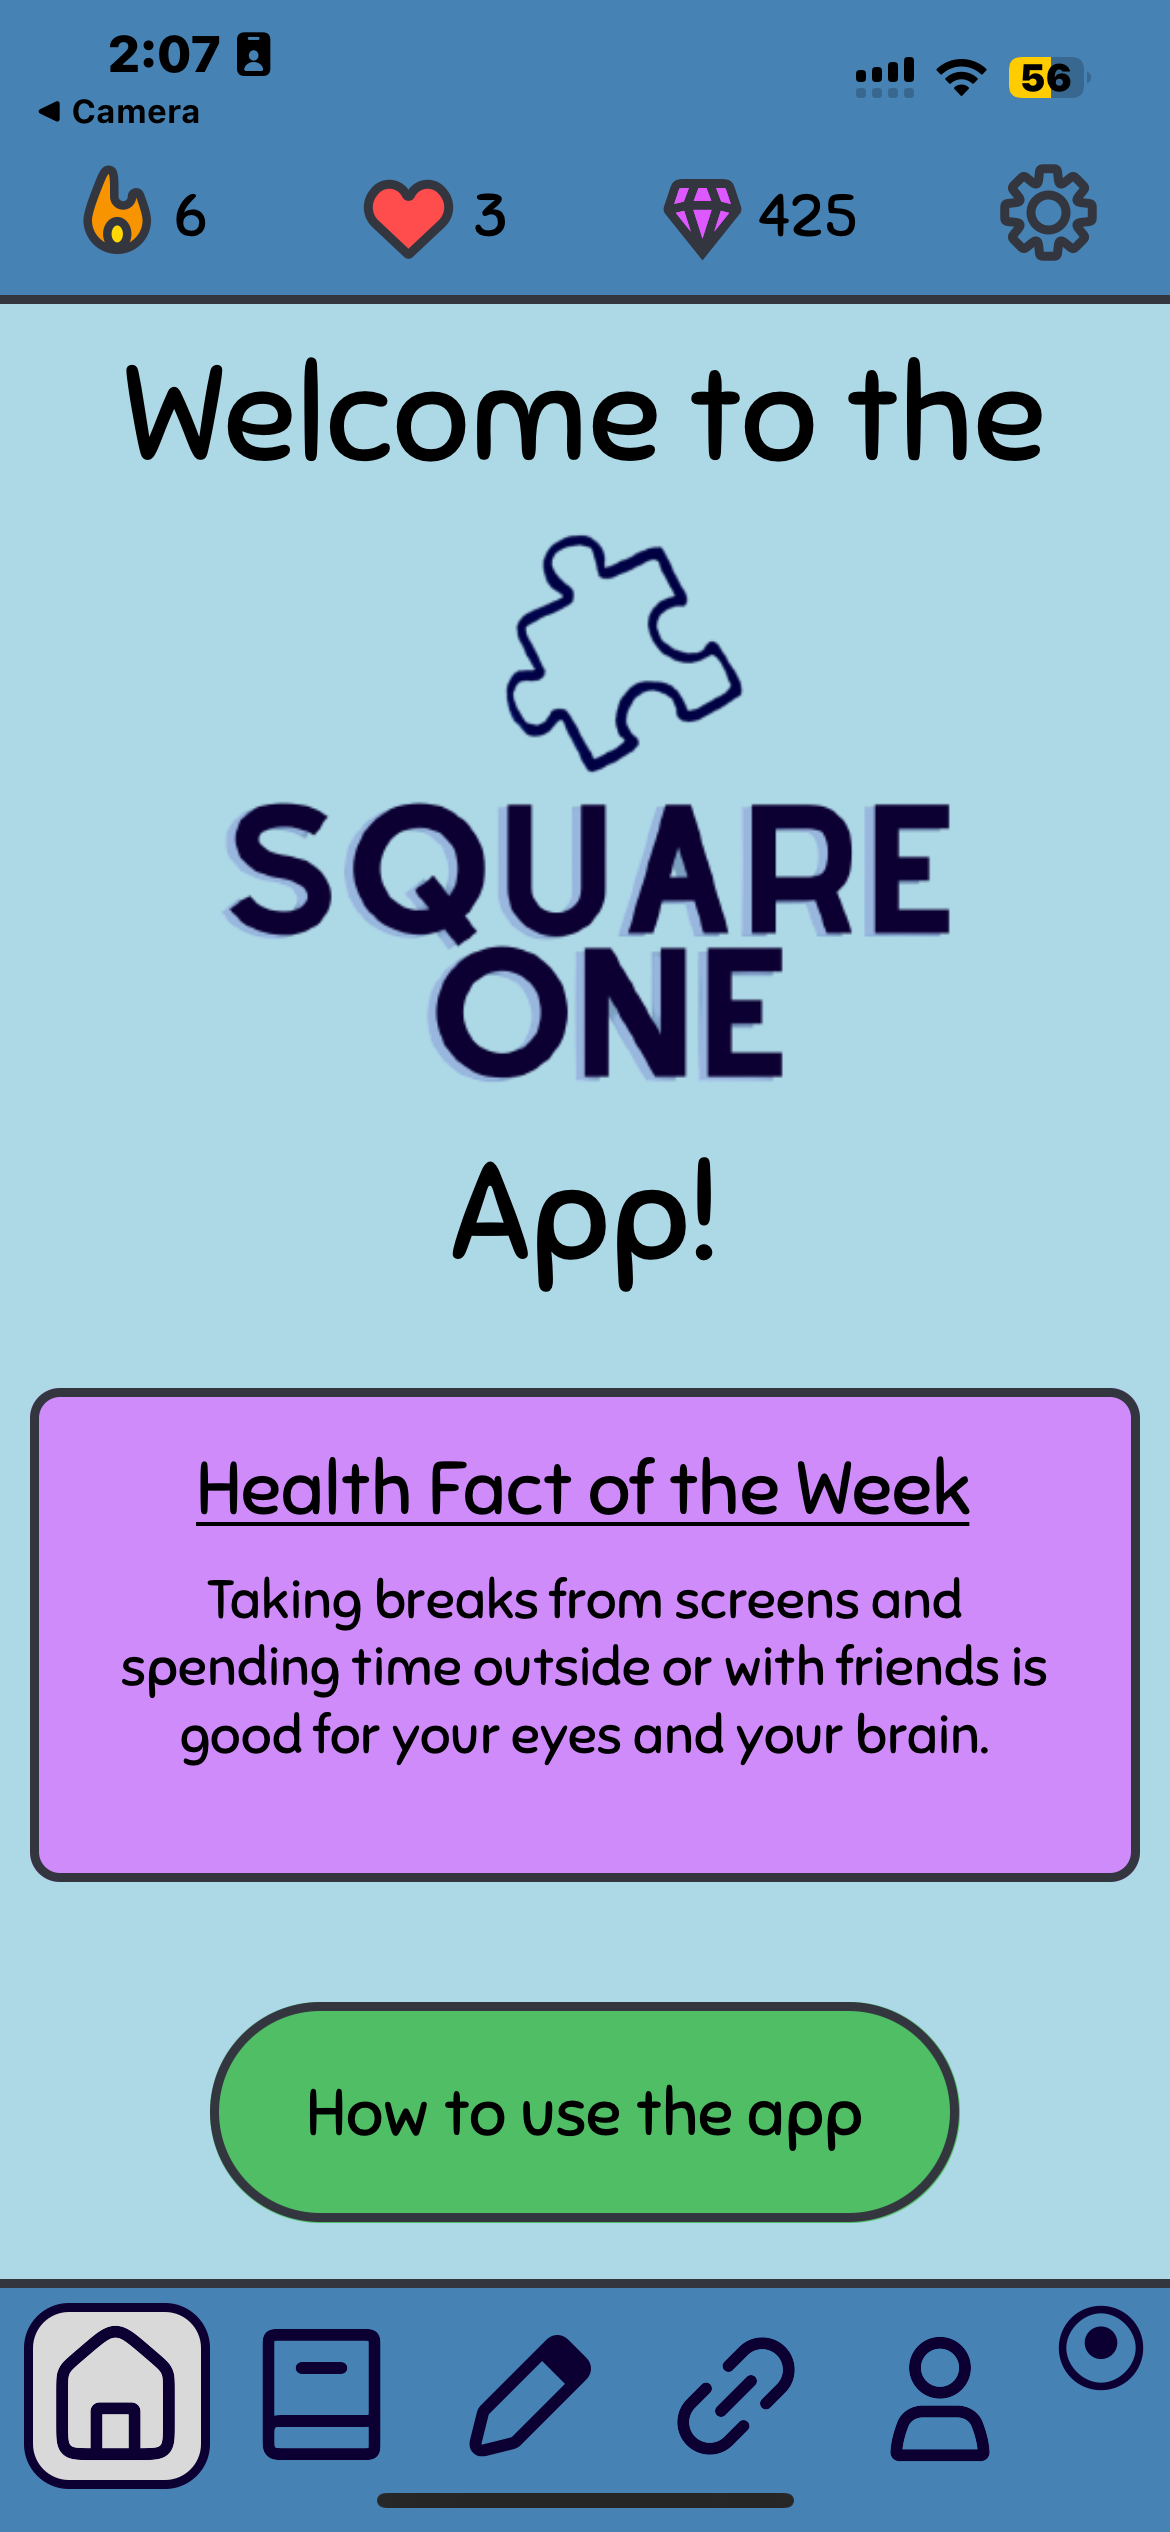 2:07
Camera
56
6
3
425
Welcome to the
SQUARE
ONE
App!
Health Fact of the Week
Taking breaks from screens and
spending time outside or with friends is
good for your eyes and your brain.
How to use the app